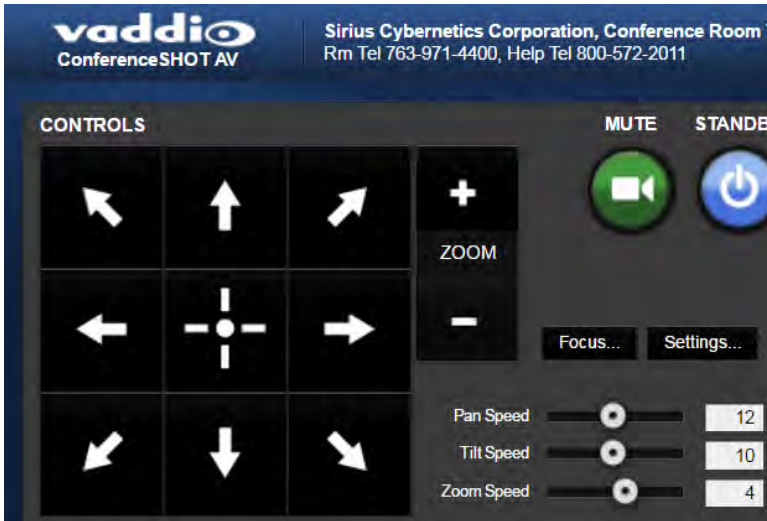 vaddio
ConferenceSHOT AV
Sirius Cybernetics Corporation, Conference Room
Rm Tel 763-971-4400, Help Tel 800-572-2011
CONTROLS
MUTE STANDB
+
ZOOM
-
Focus... Settings...
Pan Speed 12
Tilt Speed 10
Zoom Speed 4